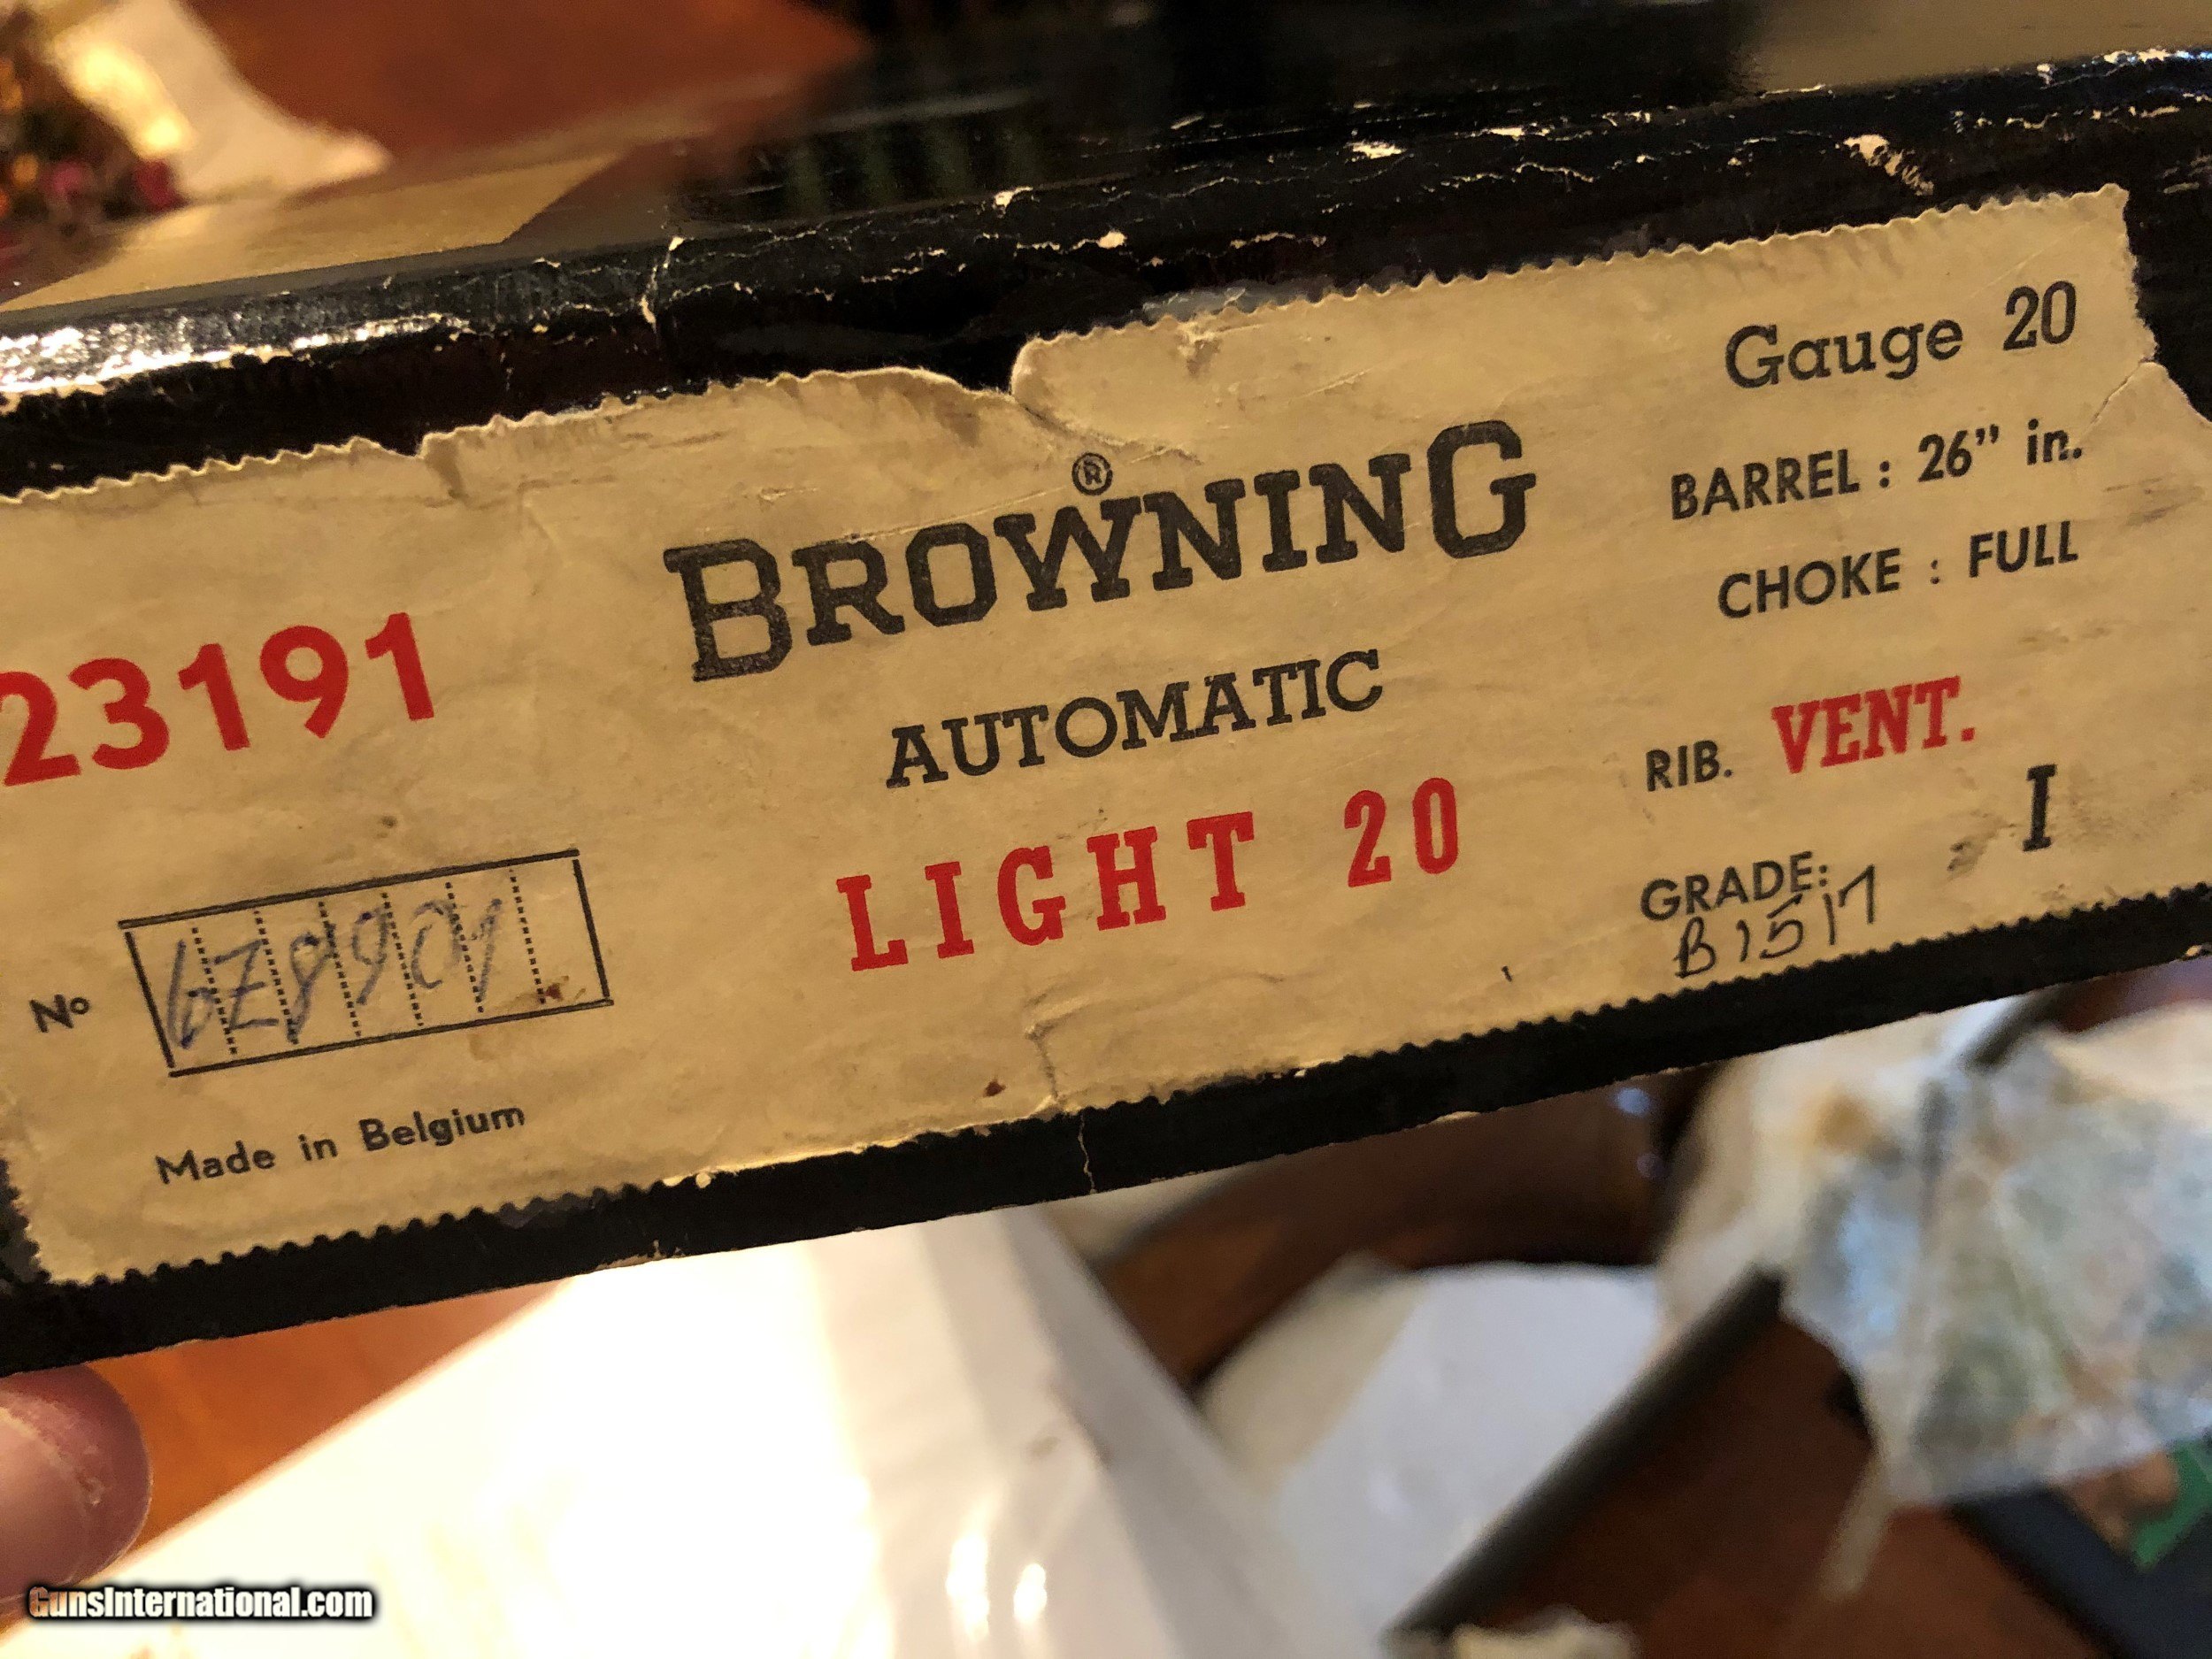 23191
No 6Z8901
Made in Belgium
BROWNING®
AUTOMATIC
LIGHT 20
Gauge 20
BARREL : 26" in.
CHOKE : FULL
RIB. VENT.
GRADE: I
B1517
GunsInternational.com